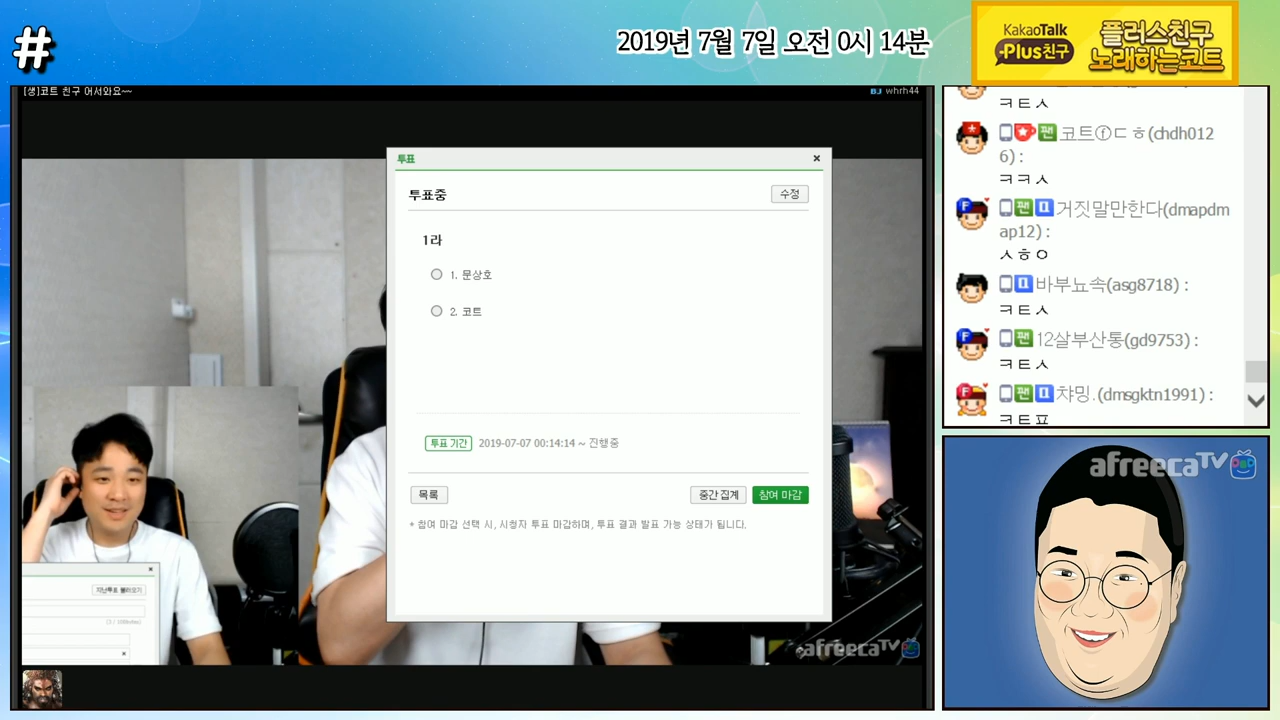 #
2019년 7월 7일 오전 0시 14분
KakaoTalk
Plus친구
플러스친구
노래하는코트
[생]코트 친구 어서와요~~
BJ whrh44
투표
투표중
수정
1라
1. 문상호
2. 코트
투표 기간 2019-07-07 00:14:14 ~ 진행중
목록
중간 집계
참여 마감
* 참여 마감 선택 시, 시청자 투표 마감하며, 투표 결과 발표 가능 상태가 됩니다.
지난투표 불러오기
afreecaTV
ㅋㅌㅅ
팬 코트ⓕㄷㅎ(chdh012
6) :
ㅋㅋㅅ
F 팬 Q 거짓말만한다(dmapdm
ap12) :
ㅅㅎㅇ
Q 바부뇨속(asg8718) :
ㅋㅌㅅ
F 팬 12살부산통(gd9753) :
ㅋㅌㅅ
F 팬 Q 챠밍.(dmsgktn1991) :
ㅋㅌㅍ
afreecaTV